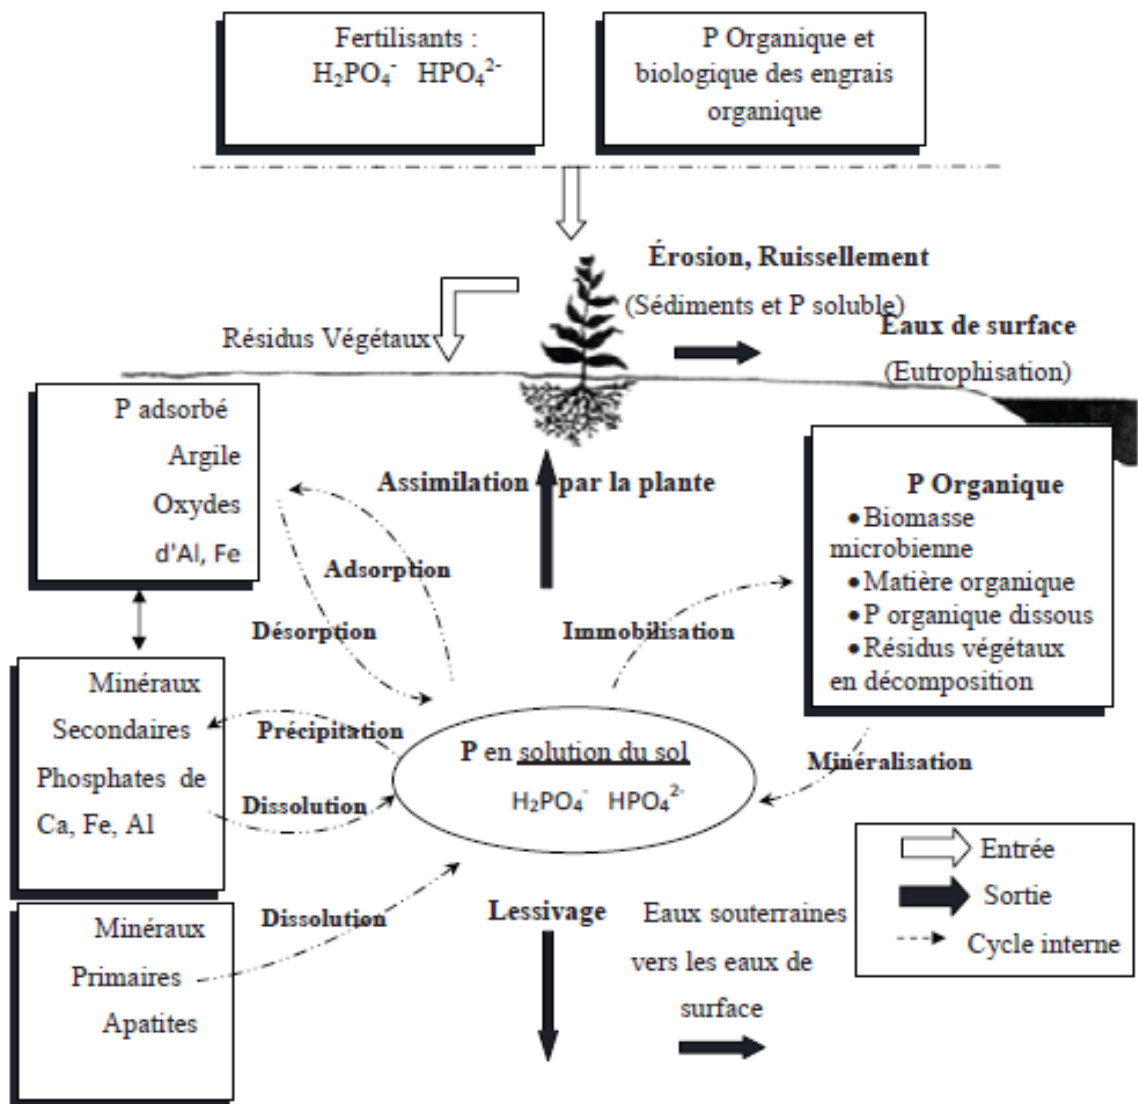 Fertilisants :
H₂PO₄⁻ HPO₄²⁻
P Organique et
biologique des engrais
organique
Érosion, Ruissellement
(Sédiments et P soluble)
Résidus Végétaux
Eaux de surface
(Eutrophisation)
P adsorbé
Argile
Oxydes
d'Al, Fe
Assimilation par la plante
P Organique
• Biomasse
microbienne
• Matière organique
• P organique dissous
• Résidus végétaux
en décomposition
Adsorption
Désorption
Immobilisation
Minéraux
Secondaires
Phosphates de
Ca, Fe, Al
Précipitation
Dissolution
P en solution du sol
H₂PO₄⁻ HPO₄²⁻
Minéralisation
Minéraux
Primaires
Apatites
Dissolution
Lessivage
Eaux souterraines
vers les eaux de
surface
Entrée
Sortie
Cycle interne